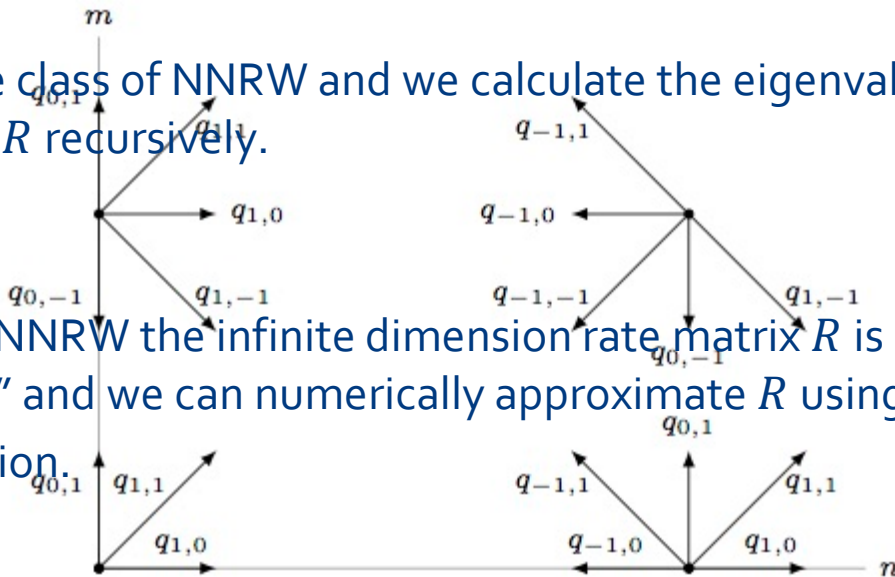 m
e class of NNRW and we calculate the eigenval
q0,1
q1,1
q−1,1
R recursively.
q1,0
q−1,0
q0,−1
q1,−1
q−1,−1
q1,−1
NNRW the infinite dimension rate matrix R is
q0,−1
" and we can numerically approximate R using
q0,1
ion.
q0,1
q1,1
q−1,1
q1,1
q1,0
q−1,0
q1,0
n